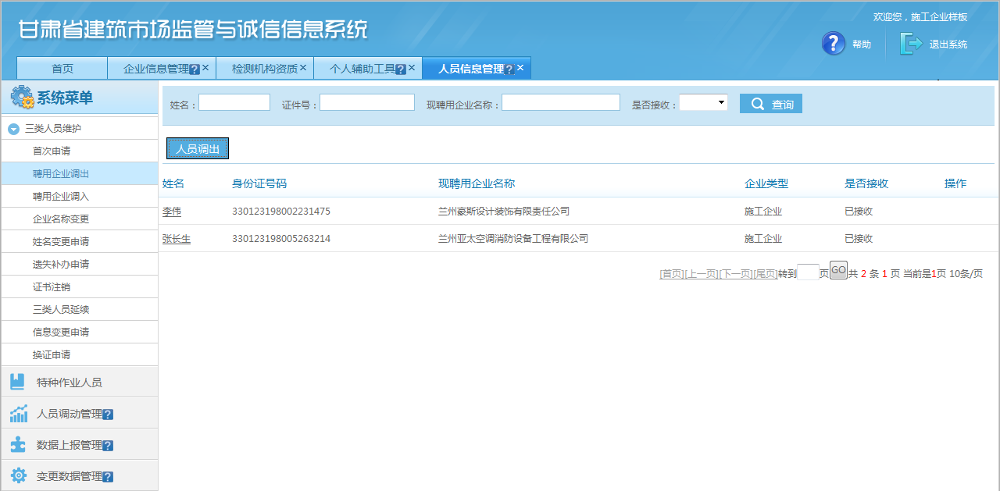 甘肃省建筑市场监管与诚信信息系统
欢迎您，施工企业样板
? 帮助 退出系统
首页 企业信息管理?× 检测机构资质× 个人辅助工具?× 人员信息管理?×
系统菜单
姓名： 证件号： 现聘用企业名称： 是否接收： 查询
三类人员维护
首次申请
人员调出
聘用企业调出
姓名 身份证号码 现聘用企业名称 企业类型 是否接收 操作
聘用企业调入
李伟 330123198002231475 兰州豪斯设计装饰有限责任公司 施工企业 已接收
企业名称变更
张长生 330123198005263214 兰州亚太空调消防设备工程有限公司 施工企业 已接收
姓名变更申请
遗失补办申请
[首页][上一页][下一页][尾页]转到 页GO共 2 条 1 页 当前是1页 10条/页
证书注销
三类人员延续
信息变更申请
换证申请
特种作业人员
人员调动管理?
数据上报管理?
变更数据管理?